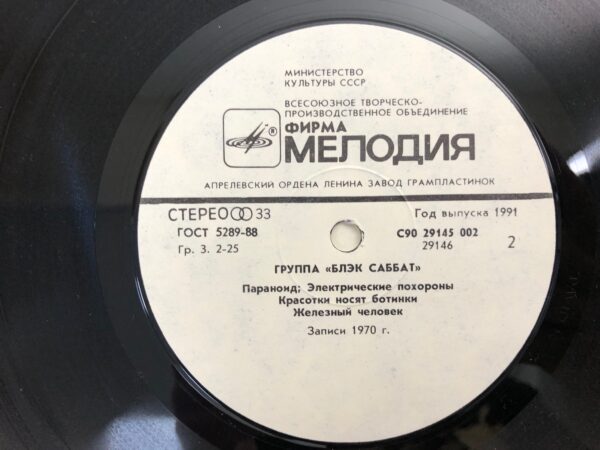 МИНИСТЕРСТВО
КУЛЬТУРЫ СССР
ВСЕСОЮЗНОЕ ТВОРЧЕСКО-
ПРОИЗВОДСТВЕННОЕ ОБЪЕДИНЕНИЕ
®
ФИРМА
МЕЛОДИЯ
АПРЕЛЕВСКИЙ ОРДЕНА ЛЕНИНА ЗАВОД ГРАМПЛАСТИНОК
СТЕРЕО 33
Год выпуска 1991
ГОСТ 5289-88
С90 29145 002
Гр. 3. 2-25
29146
2
ГРУППА «БЛЭК САББАТ»
Параноид; Электрические похороны
Красотки носят ботинки
Железный человек
Записи 1970 г.